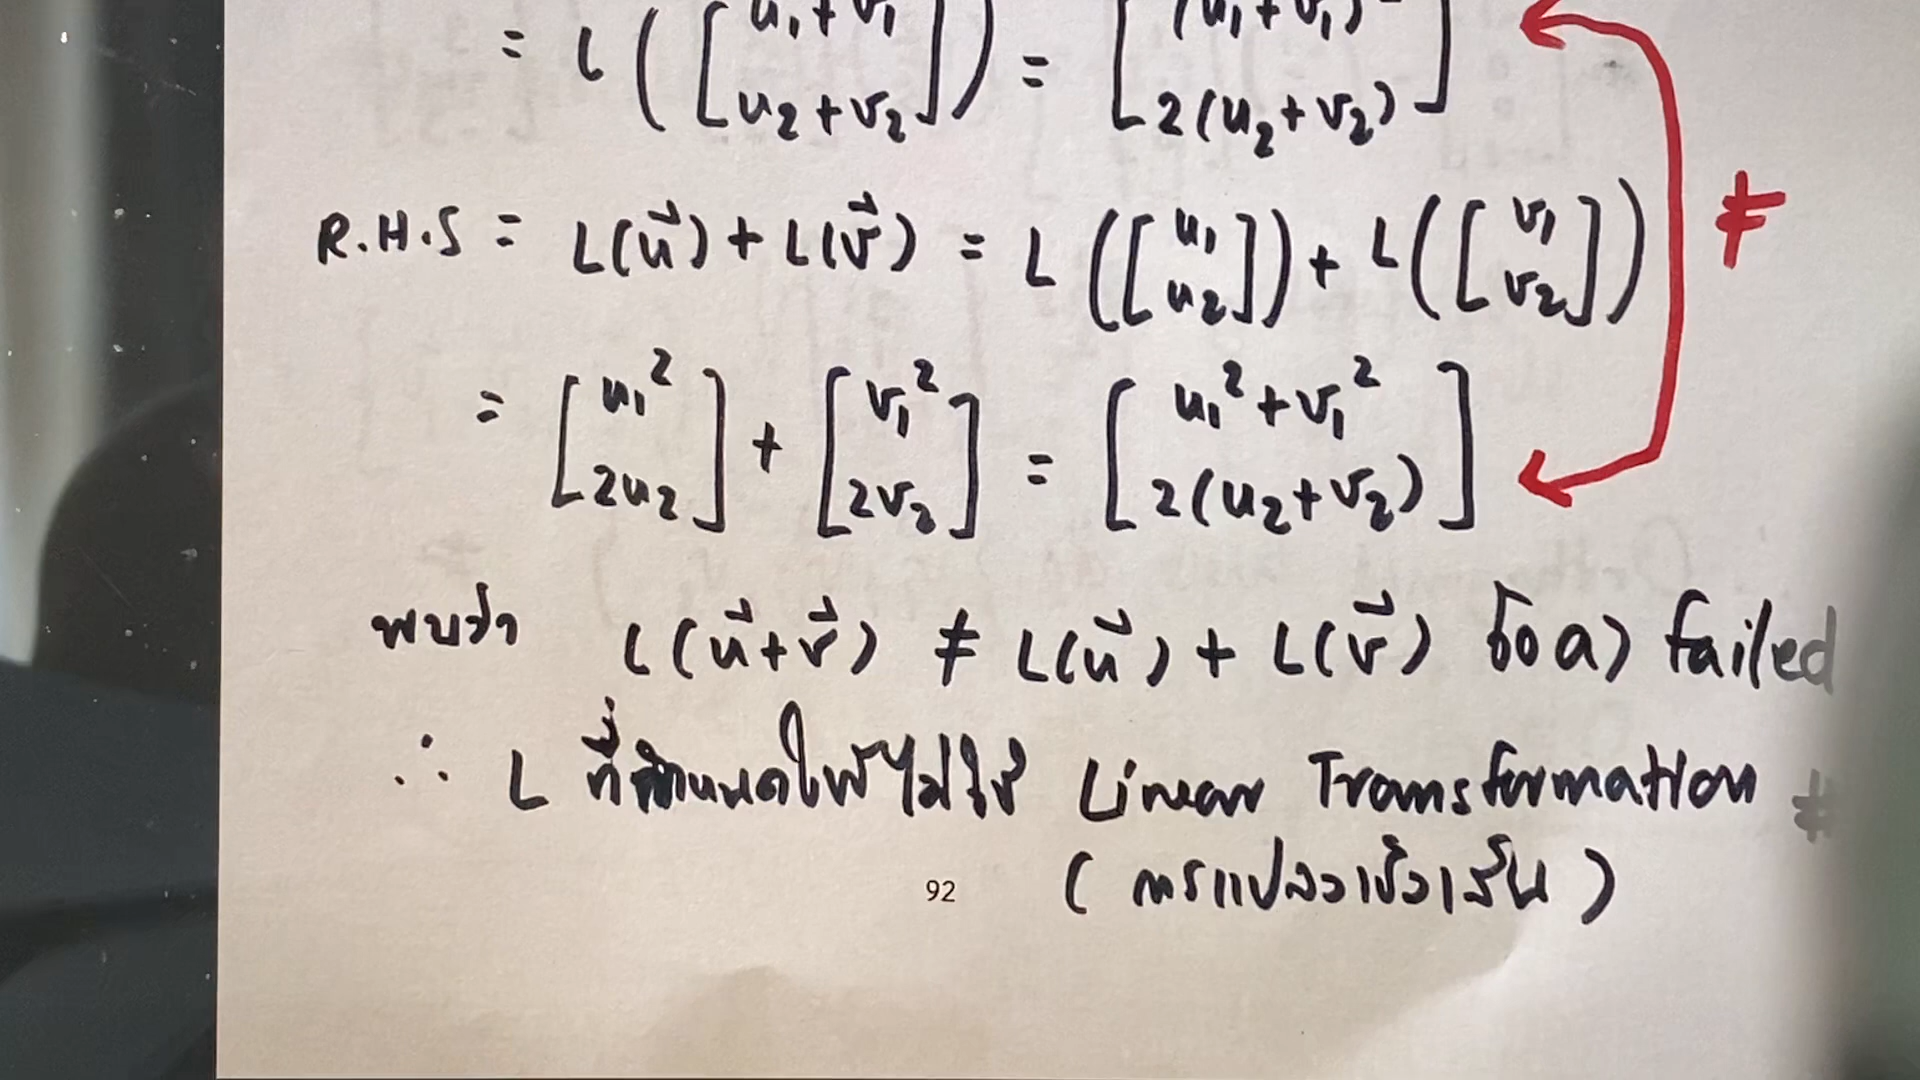 = L([u₁+v₁ u₂+v₂]) = [(u₁+v₁)² 2(u₂+v₂)]
R.H.S = L(u⃗) + L(v⃗) = L([u₁ u₂]) + L([v₁ v₂]) ≠
= [u₁² 2u₂] + [v₁² 2v₂] = [u₁²+v₁² 2(u₂+v₂)]
พบว่า L(u⃗+v⃗) ≠ L(u⃗) + L(v⃗) ข้อ a) failed
∴ L ที่กำหนดให้ไม่ใช่ Linear Transformation #
(การแปลงเชิงเส้น)
92